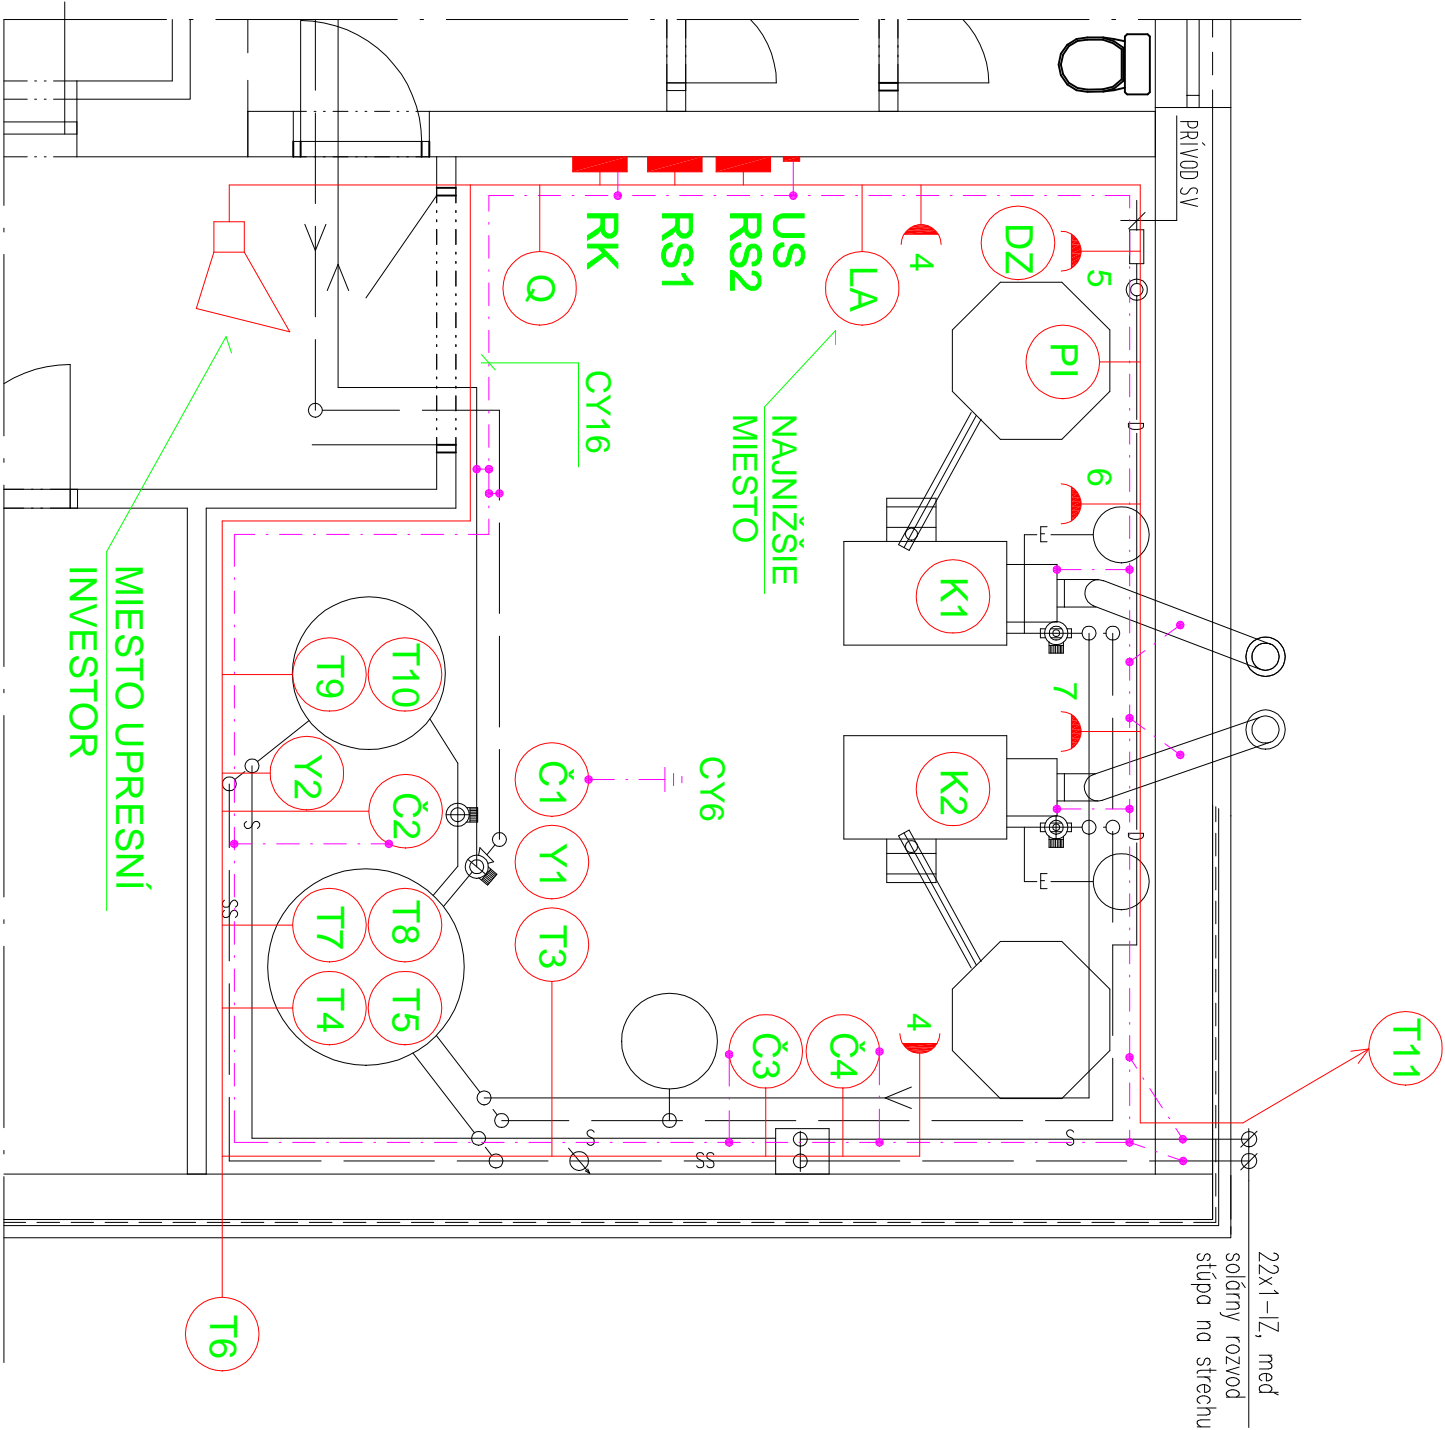 PRÍVOD SV
RK
RS1
RS2
US
4
DZ
5
Q
LA
PI
CY16
NAJNIŽŠIE
MIESTO
6
E
K1
MIESTO UPRESNÍ
INVESTOR
T9
T10
7
Y2
Č2
Č1
CY6
K2
S
Y1
E
SS
T7
T8
T3
T4
T5
Č3
Č4
4
T11
S
SS
S
T6
22x1-IZ, meď
solárny rozvod
stúpa na strechu